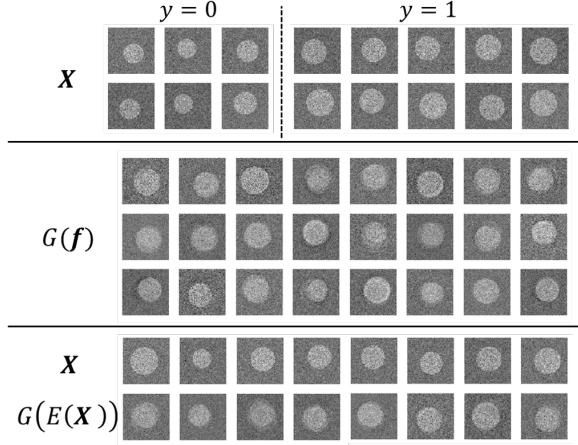 y = 0 y = 1
X
G(f)
X
G(E(X))